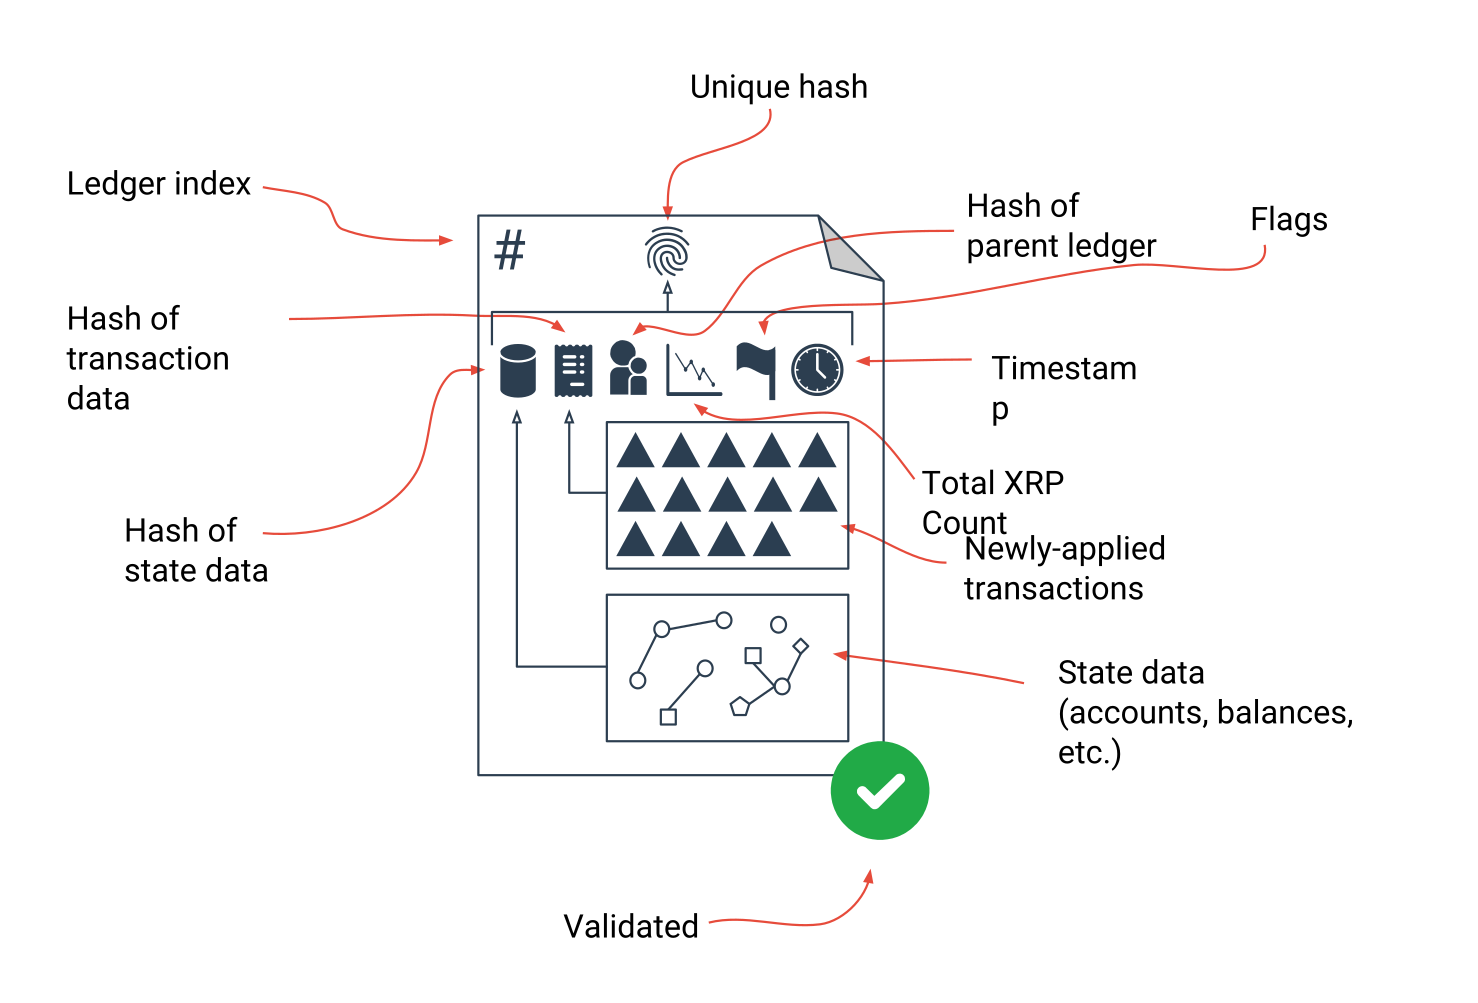 Unique hash
Ledger index
Hash of
parent ledger
Flags
#
Hash of
transaction
data
Timestam
p
Total XRP
Count
Hash of
state data
Newly-applied
transactions
State data
(accounts, balances,
etc.)
Validated